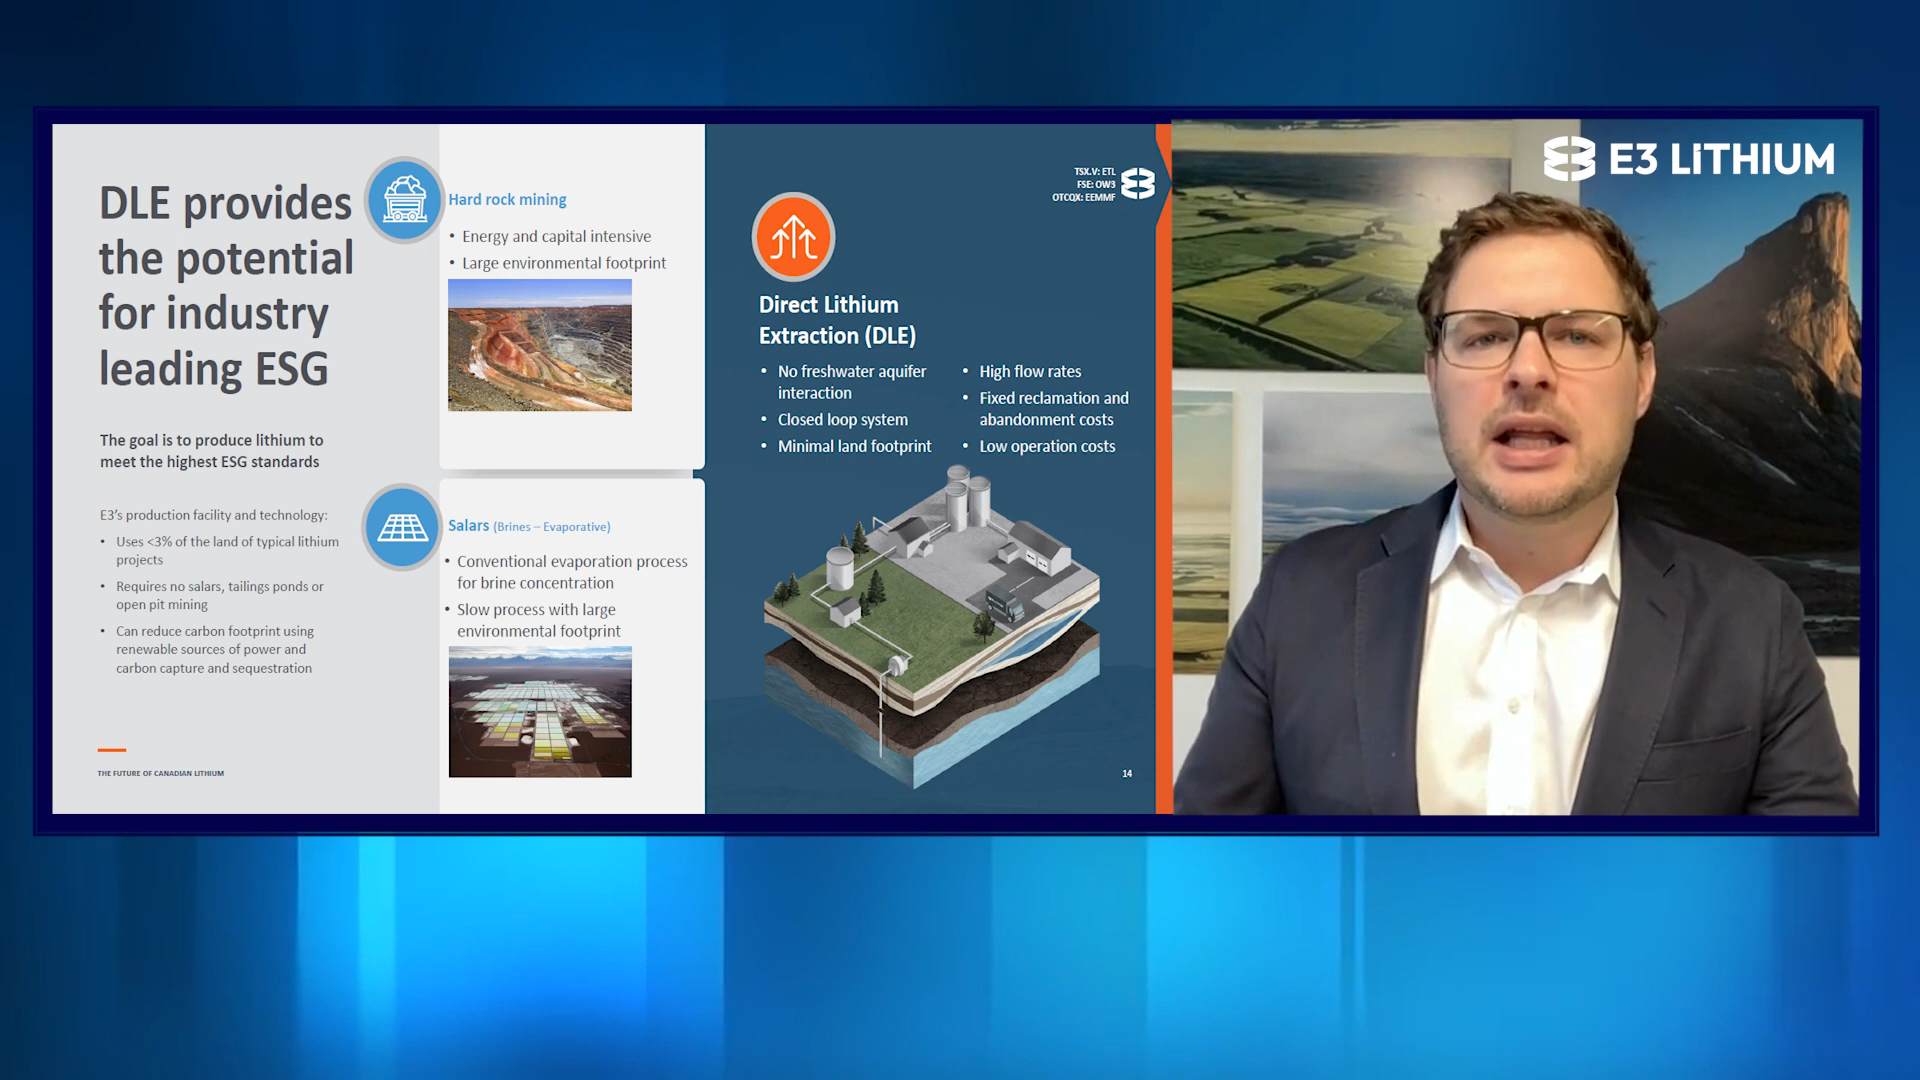 DLE provides
the potential
for industry
leading ESG
The goal is to produce lithium to
meet the highest ESG standards
E3's production facility and technology:
• Uses <3% of the land of typical lithium
projects
• Requires no salars, tailings ponds or
open pit mining
• Can reduce carbon footprint using
renewable sources of power and
carbon capture and sequestration
THE FUTURE OF CANADIAN LITHIUM
Hard rock mining
• Energy and capital intensive
• Large environmental footprint
Salars (Brines – Evaporative)
• Conventional evaporation process
for brine concentration
• Slow process with large
environmental footprint
TSX.V: ETL
FSE: OW3
OTCQX: EEMMF
Direct Lithium
Extraction (DLE)
• No freshwater aquifer
interaction
• Closed loop system
• Minimal land footprint
• High flow rates
• Fixed reclamation and
abandonment costs
• Low operation costs
14
E3 LITHIUM